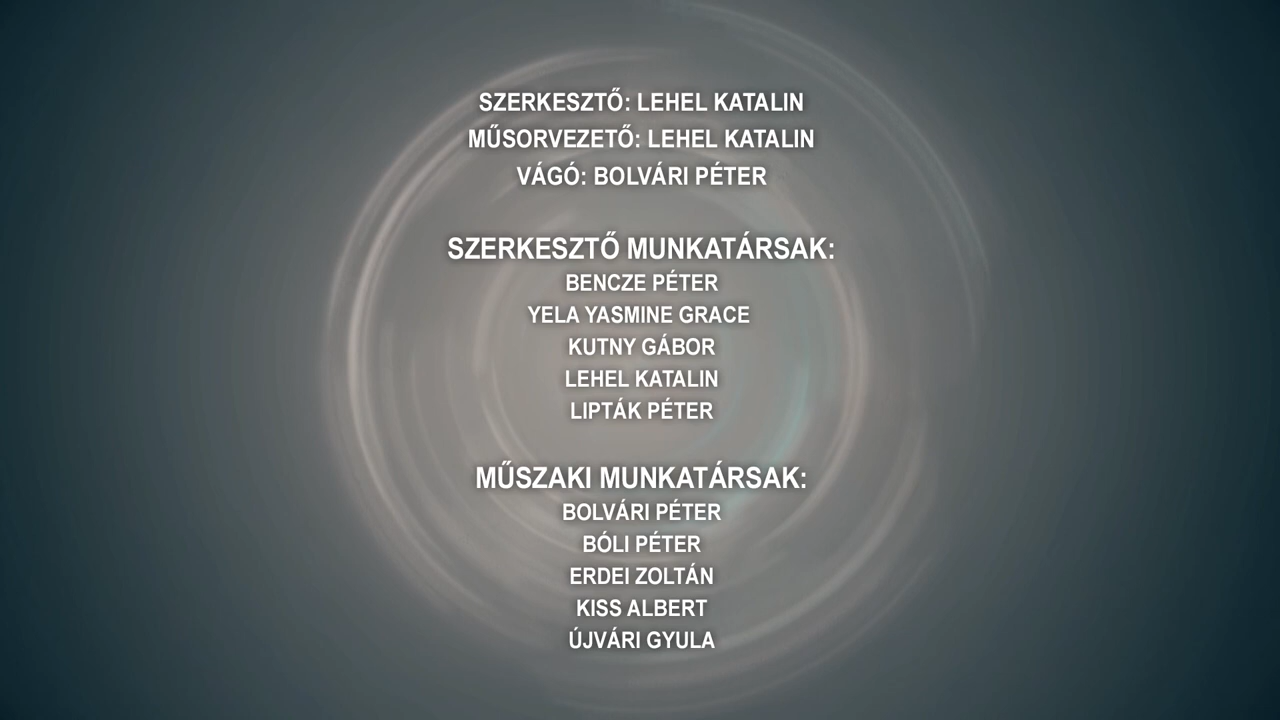 SZERKESZTŐ: LEHEL KATALIN
MŰSORVEZETŐ: LEHEL KATALIN
VÁGÓ: BOLVÁRI PÉTER
SZERKESZTŐ MUNKATÁRSAK:
BENCZE PÉTER
YELA YASMINE GRACE
KUTNY GÁBOR
LEHEL KATALIN
LIPTÁK PÉTER
MŰSZAKI MUNKATÁRSAK:
BOLVÁRI PÉTER
BÓLI PÉTER
ERDEI ZOLTÁN
KISS ALBERT
ÚJVÁRI GYULA